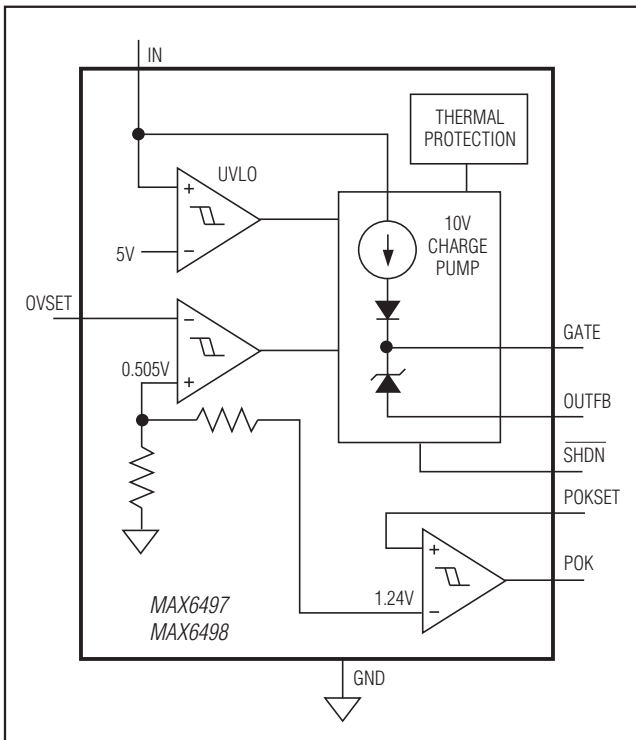 IN
THERMAL
PROTECTION
UVLO
+
−
5V
10V
CHARGE
PUMP
OVSET
−
0.505V
+
GATE
OUTFB
SHDN
POKSET
+
POK
1.24V
−
MAX6497
MAX6498
GND